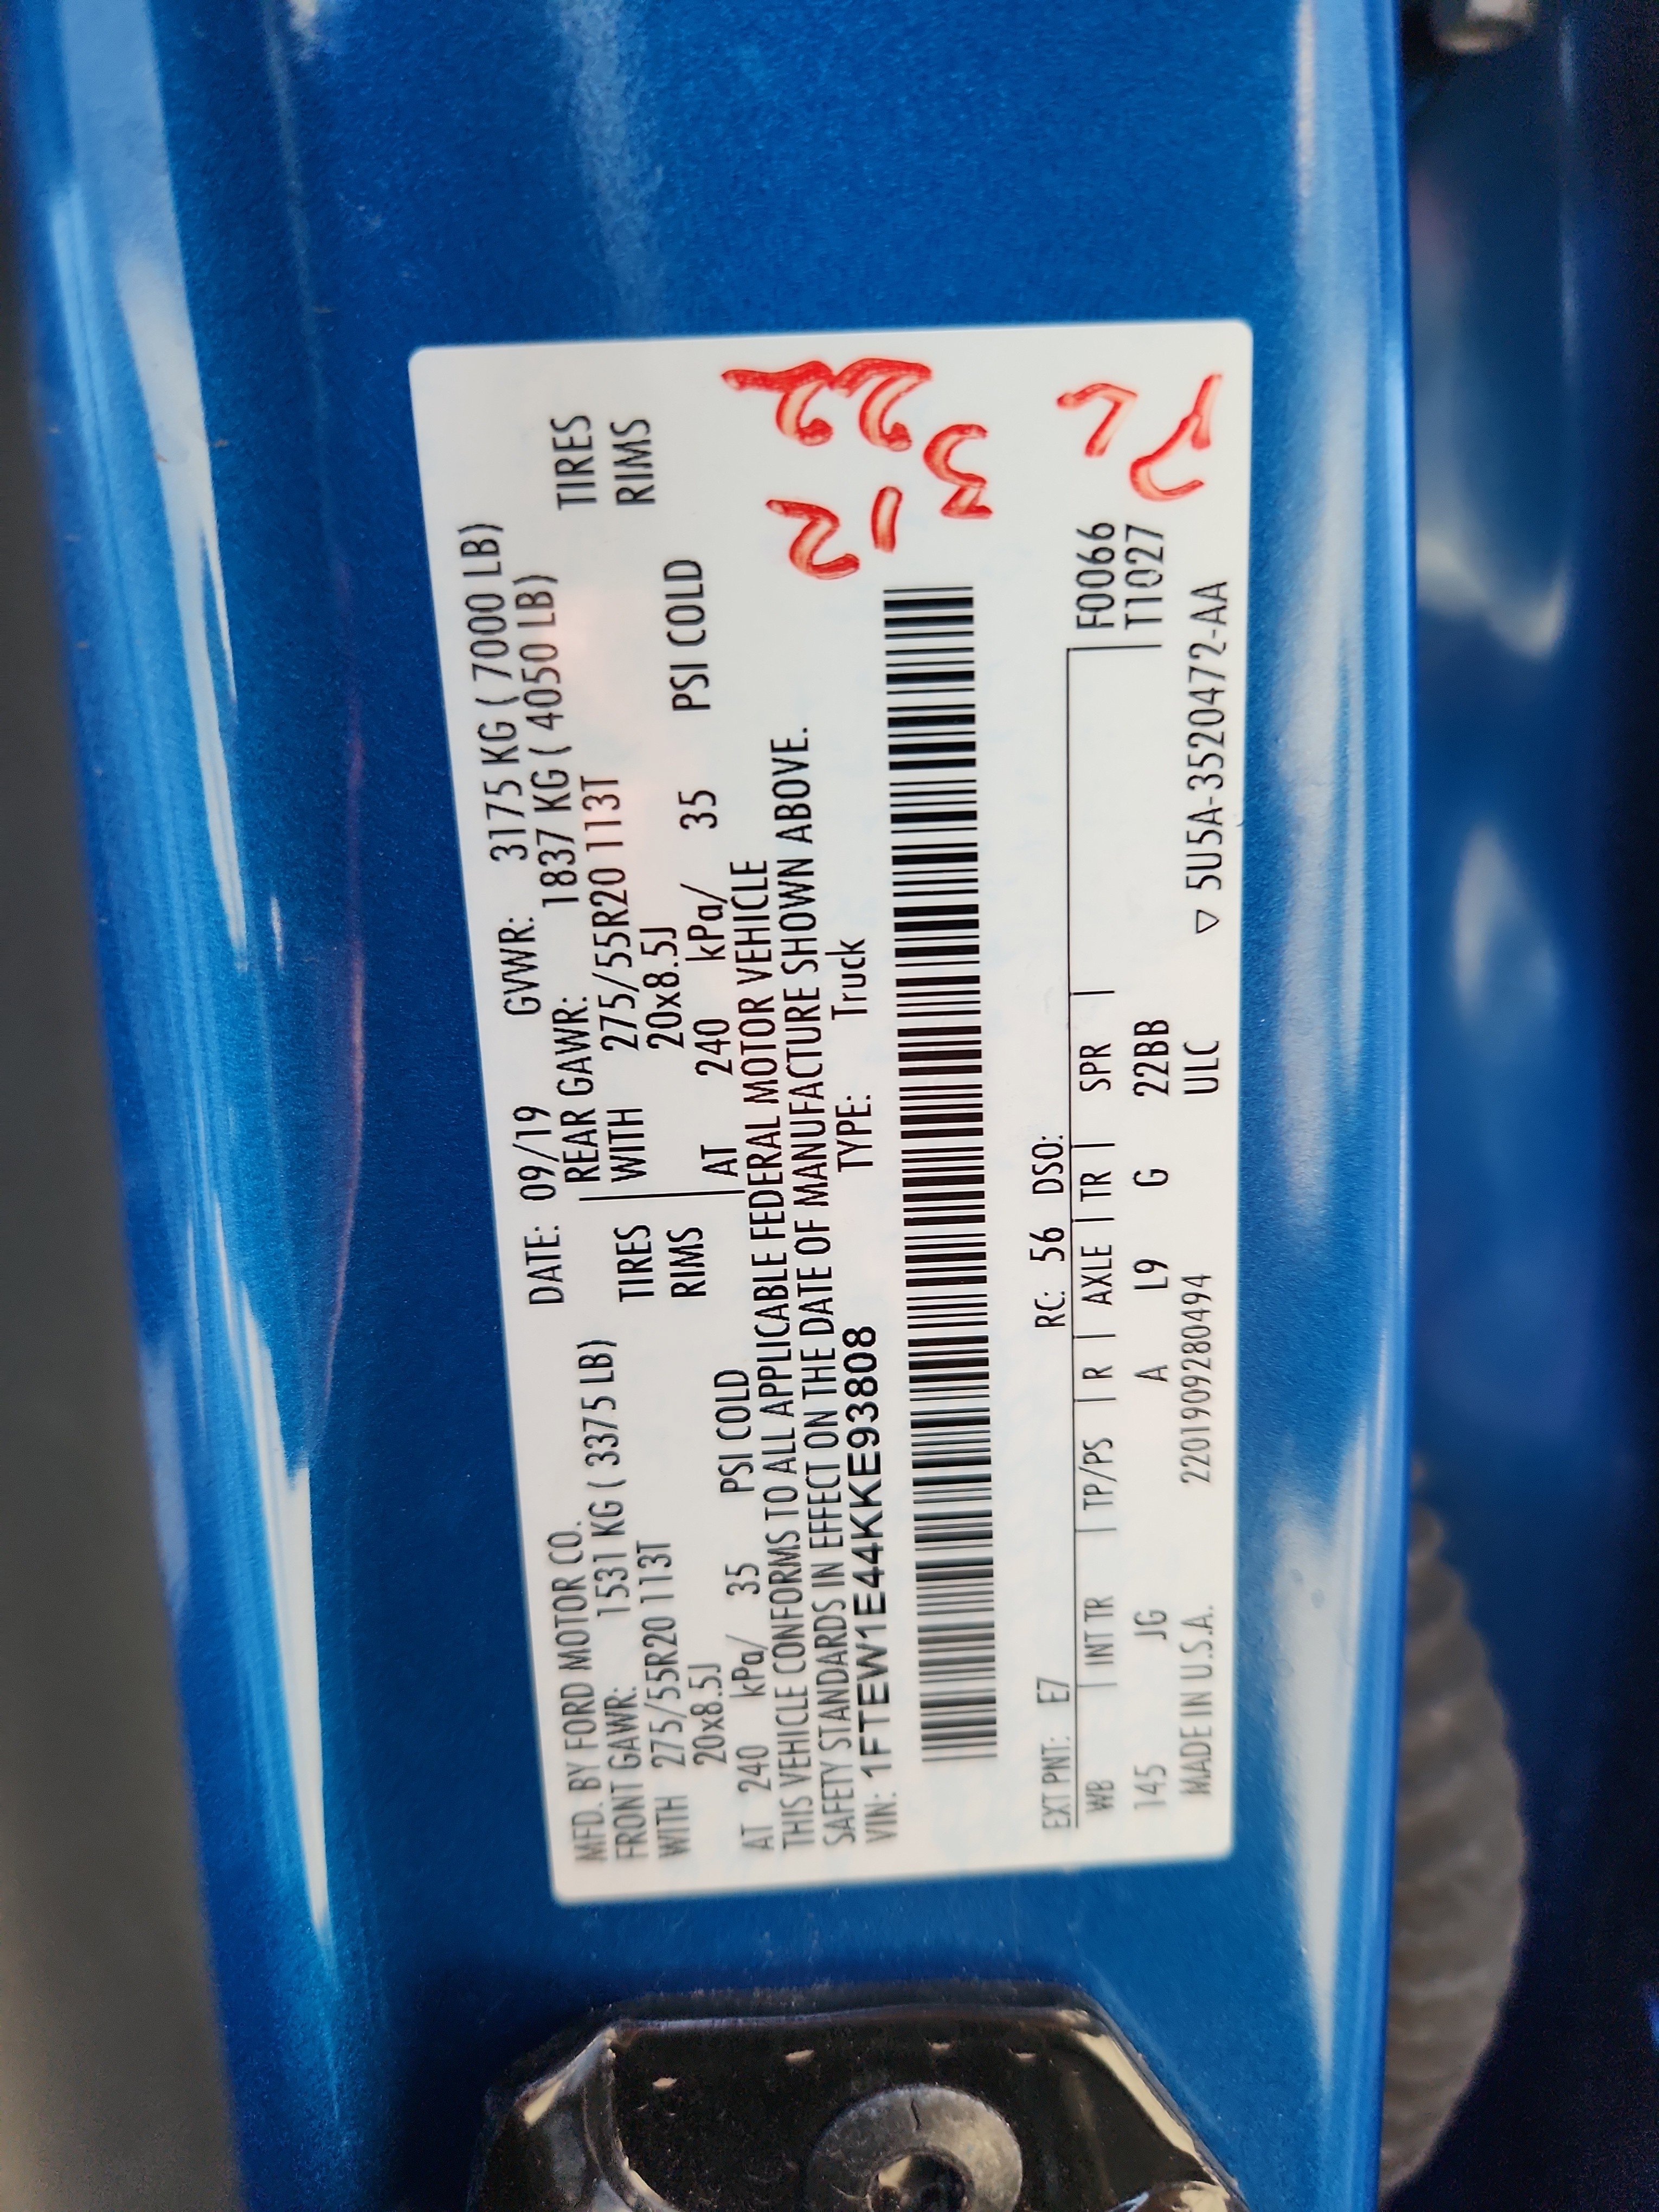 MFD. BY FORD MOTOR CO. DATE: 09/19 GVWR: 3175 KG ( 7000 LB)
FRONT GAWR: 1531 KG ( 3375 LB) REAR GAWR: 1837 KG ( 4050 LB)
WITH 275/55R20 113T TIRES WITH 275/55R20 113T TIRES
20x8.5J RIMS 20x8.5J RIMS
AT 240 kPa/ 35 PSI COLD AT 240 kPa/ 35 PSI COLD
THIS VEHICLE CONFORMS TO ALL APPLICABLE FEDERAL MOTOR VEHICLE
SAFETY STANDARDS IN EFFECT ON THE DATE OF MANUFACTURE SHOWN ABOVE.
VIN: 1FTEW1E44KKE93808 TYPE: Truck
EXT PNT: E7 RC: 56 DSO:
WB INT TR TP/PS R AXLE TR SPR F0066
145 JG A L9 G 22BB T1027
MADE IN U.S.A. 220190928049​4 ULC ▽ 5U5A-3520472-AA